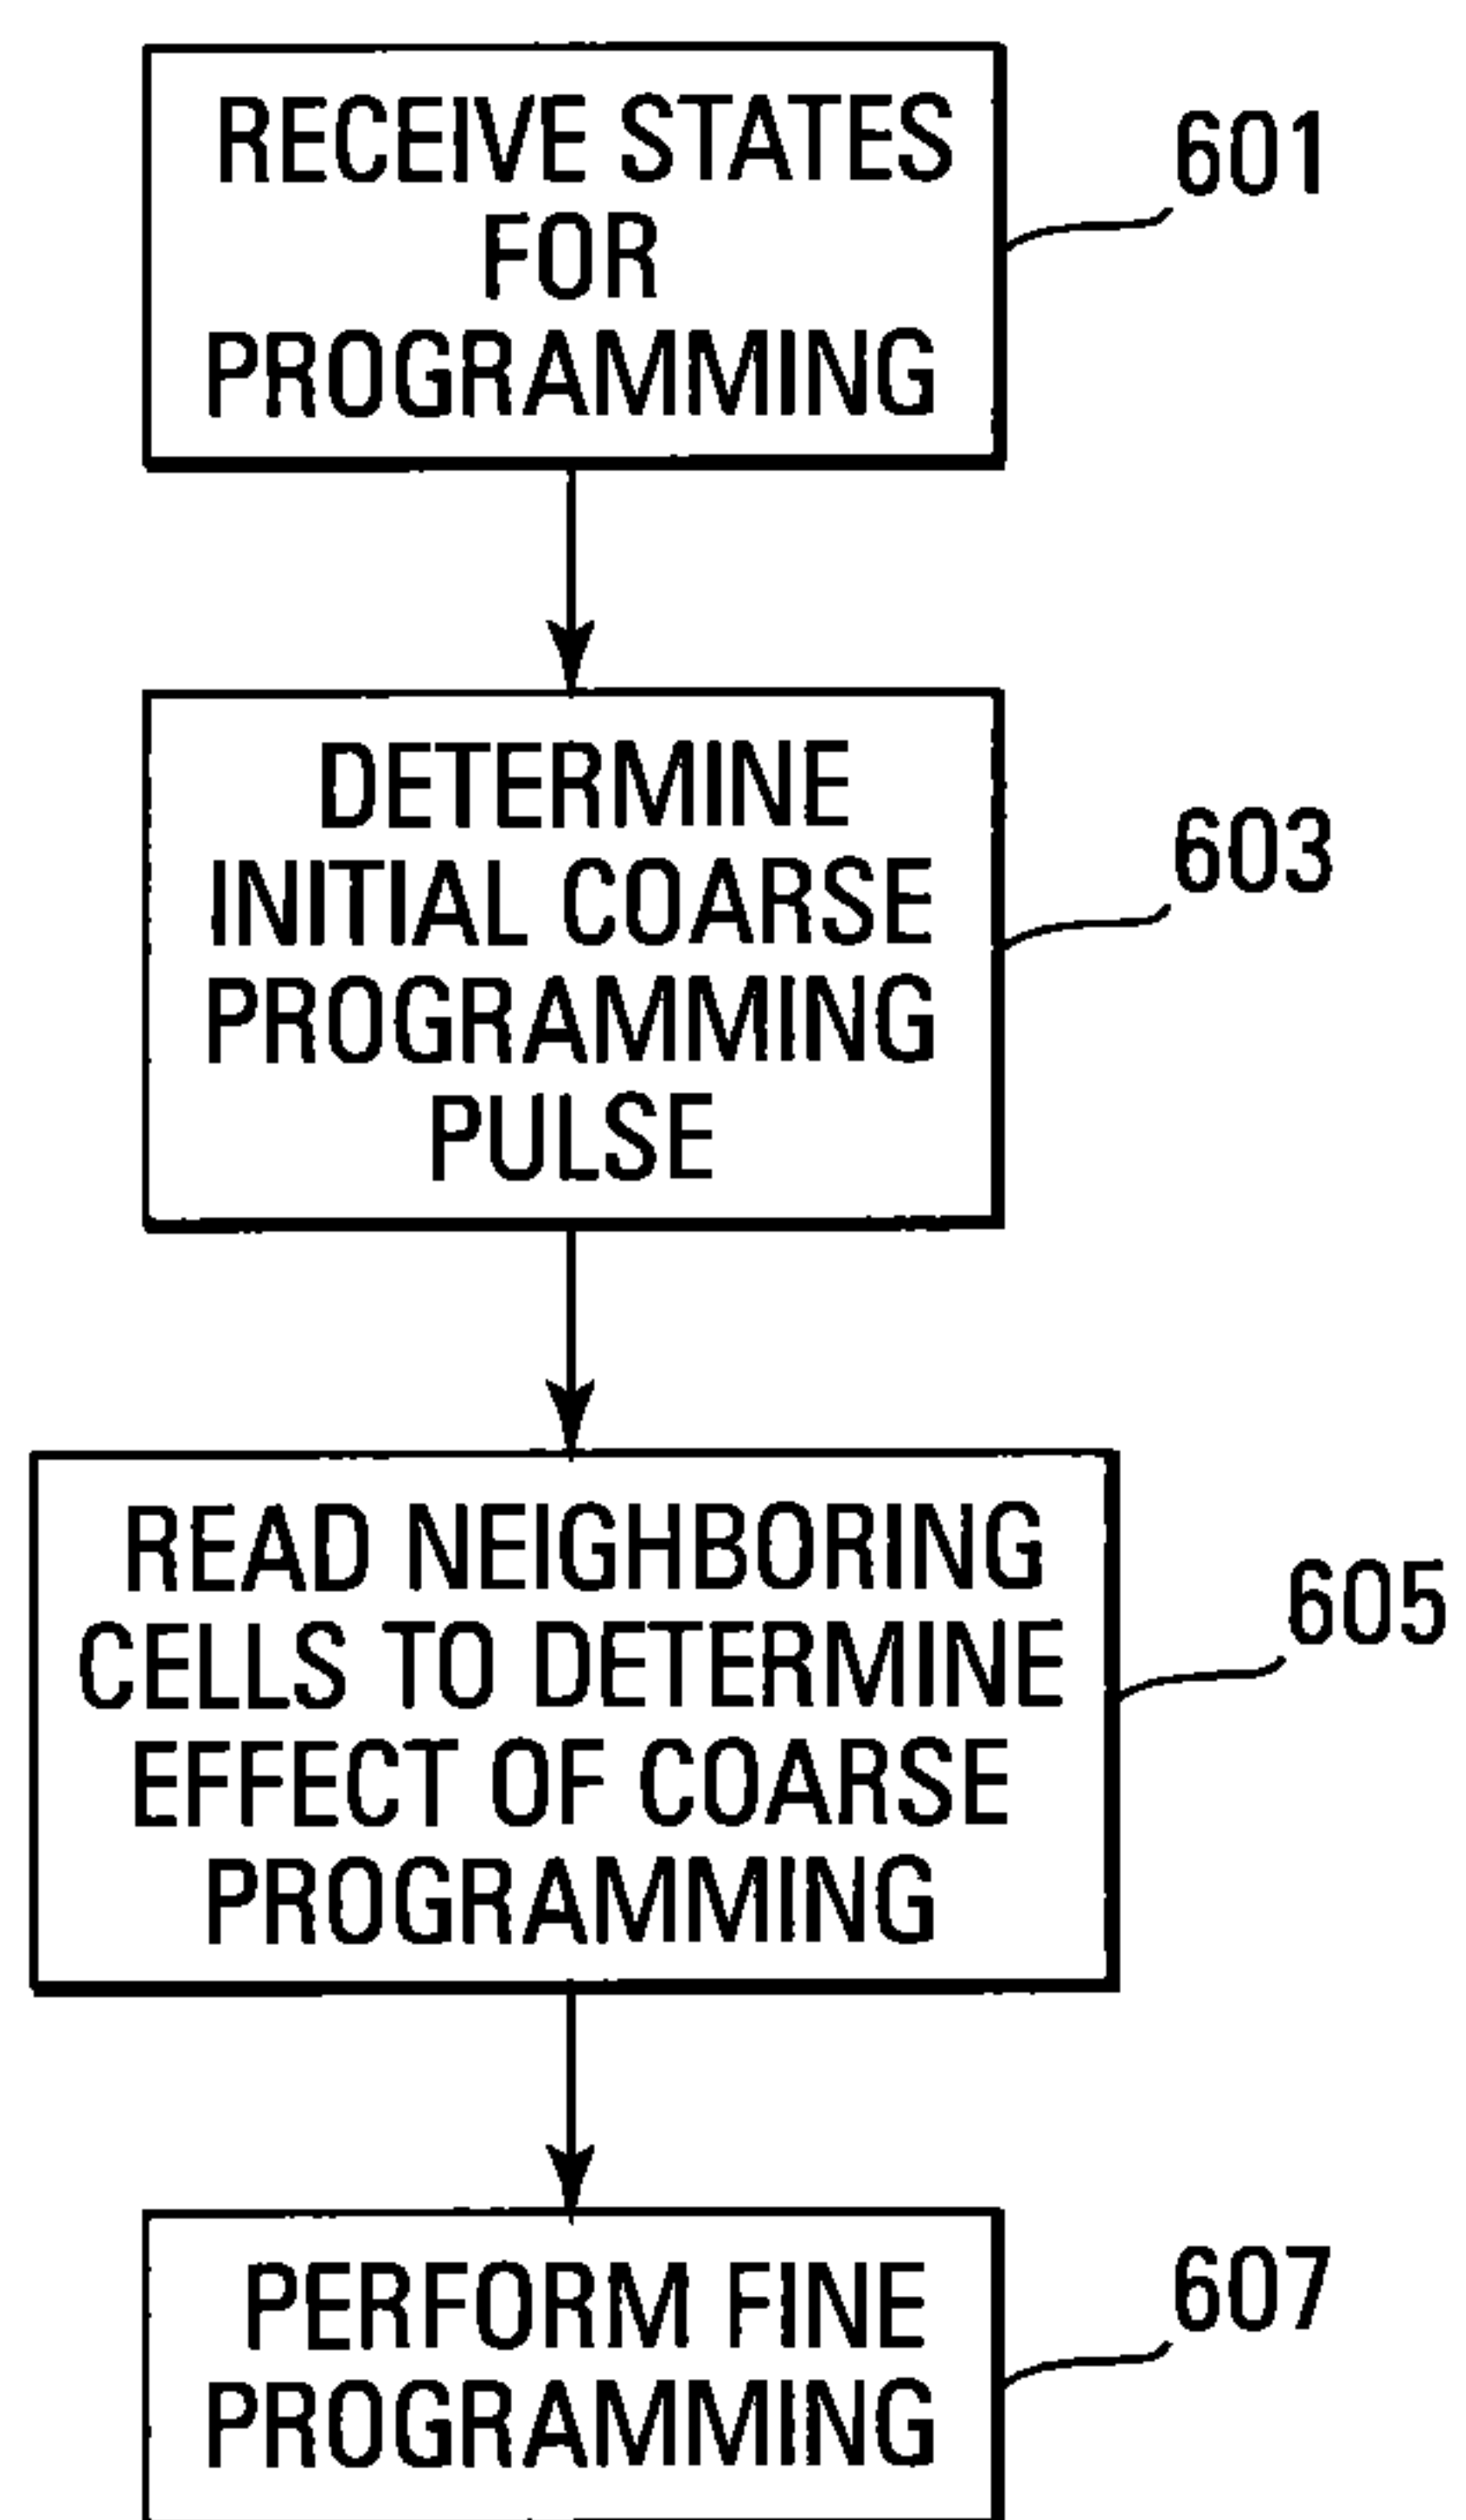 RECEIVE STATES
FOR
PROGRAMMING
601
DETERMINE
INITIAL COARSE
PROGRAMMING
PULSE
603
READ NEIGHBORING
CELLS TO DETERMINE
EFFECT OF COARSE
PROGRAMMING
605
PERFORM FINE
PROGRAMMING
607